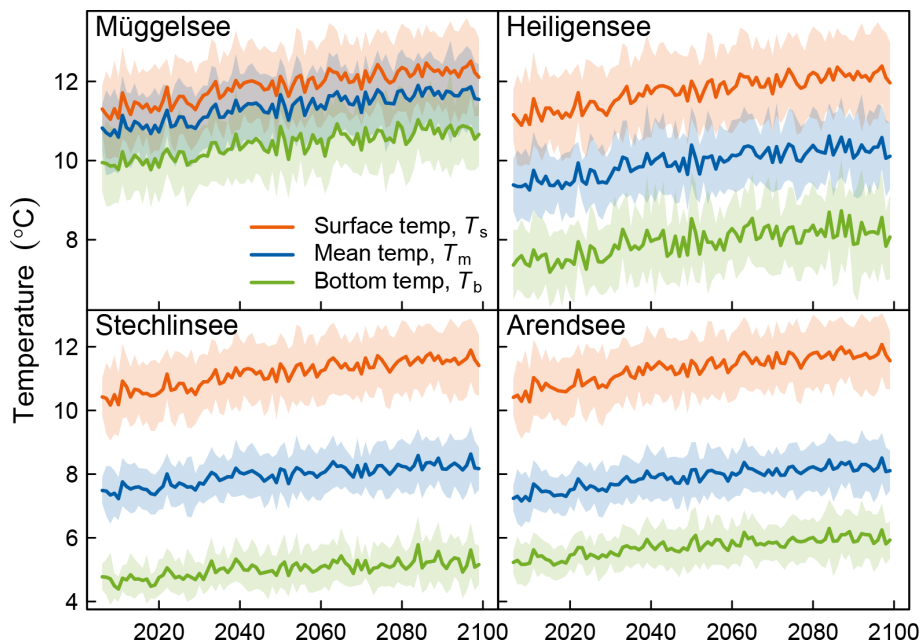 Müggelsee
Heiligensee
12
10
8
Surface temp, Tₛ
Mean temp, Tₘ
Bottom temp, T_b
Temperature (°C)
Stechlinsee
Arendsee
12
10
8
6
4
2020 2040 2060 2080 2100 2020 2040 2060 2080 2100